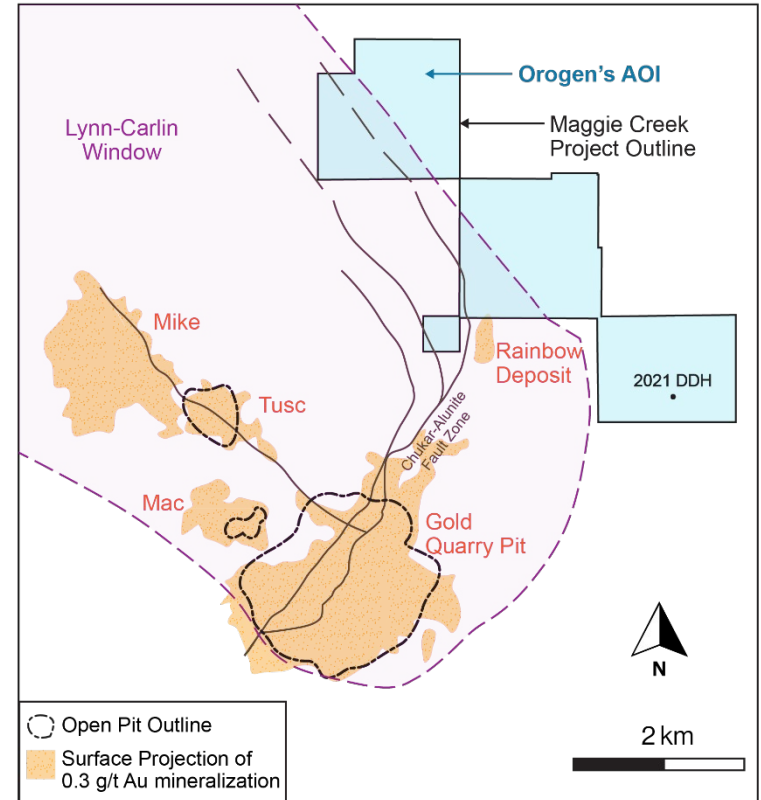 Orogen's AOI
Lynn-Carlin
Window
Maggie Creek
Project Outline
Mike
Rainbow
Deposit
2021 DDH
Tusc
Chukar-Alunite
Fault Zone
Mac
Gold
Quarry Pit
N
2 km
Open Pit Outline
Surface Projection of
0.3 g/t Au mineralization